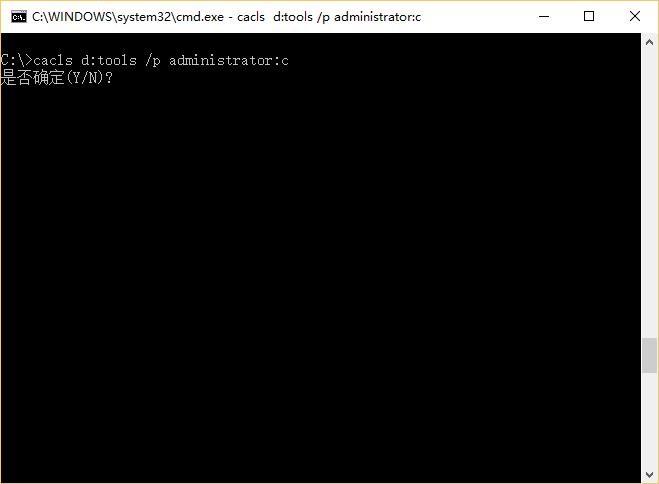 C:\WINDOWS\system32\cmd.exe - cacls  d:tools /p administrator:c
C:\>cacls d:tools /p administrator:c
是否确定(Y/N)?